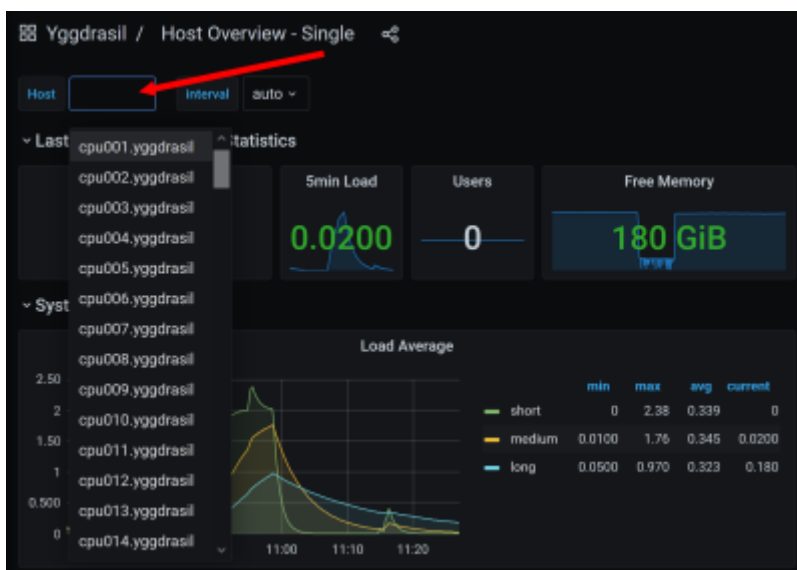 Yggdrasil / Host Overview - Single
Host Interval auto
Last tatistics
cpu001.yggdrasil
cpu002.yggdrasil
cpu003.yggdrasil
cpu004.yggdrasil
cpu005.yggdrasil
cpu006.yggdrasil
cpu007.yggdrasil
cpu008.yggdrasil
cpu009.yggdrasil
cpu010.yggdrasil
cpu011.yggdrasil
cpu012.yggdrasil
cpu013.yggdrasil
cpu014.yggdrasil
5min Load Users Free Memory
0.0200 0 180 GiB
Syst
Load Average
2.50
2
1.50
1
0.500
0
11:00 11:10 11:20
min max avg current
short 0 2.38 0.339 0
medium 0.0100 1.76 0.345 0.0200
long 0.0500 0.970 0.323 0.180